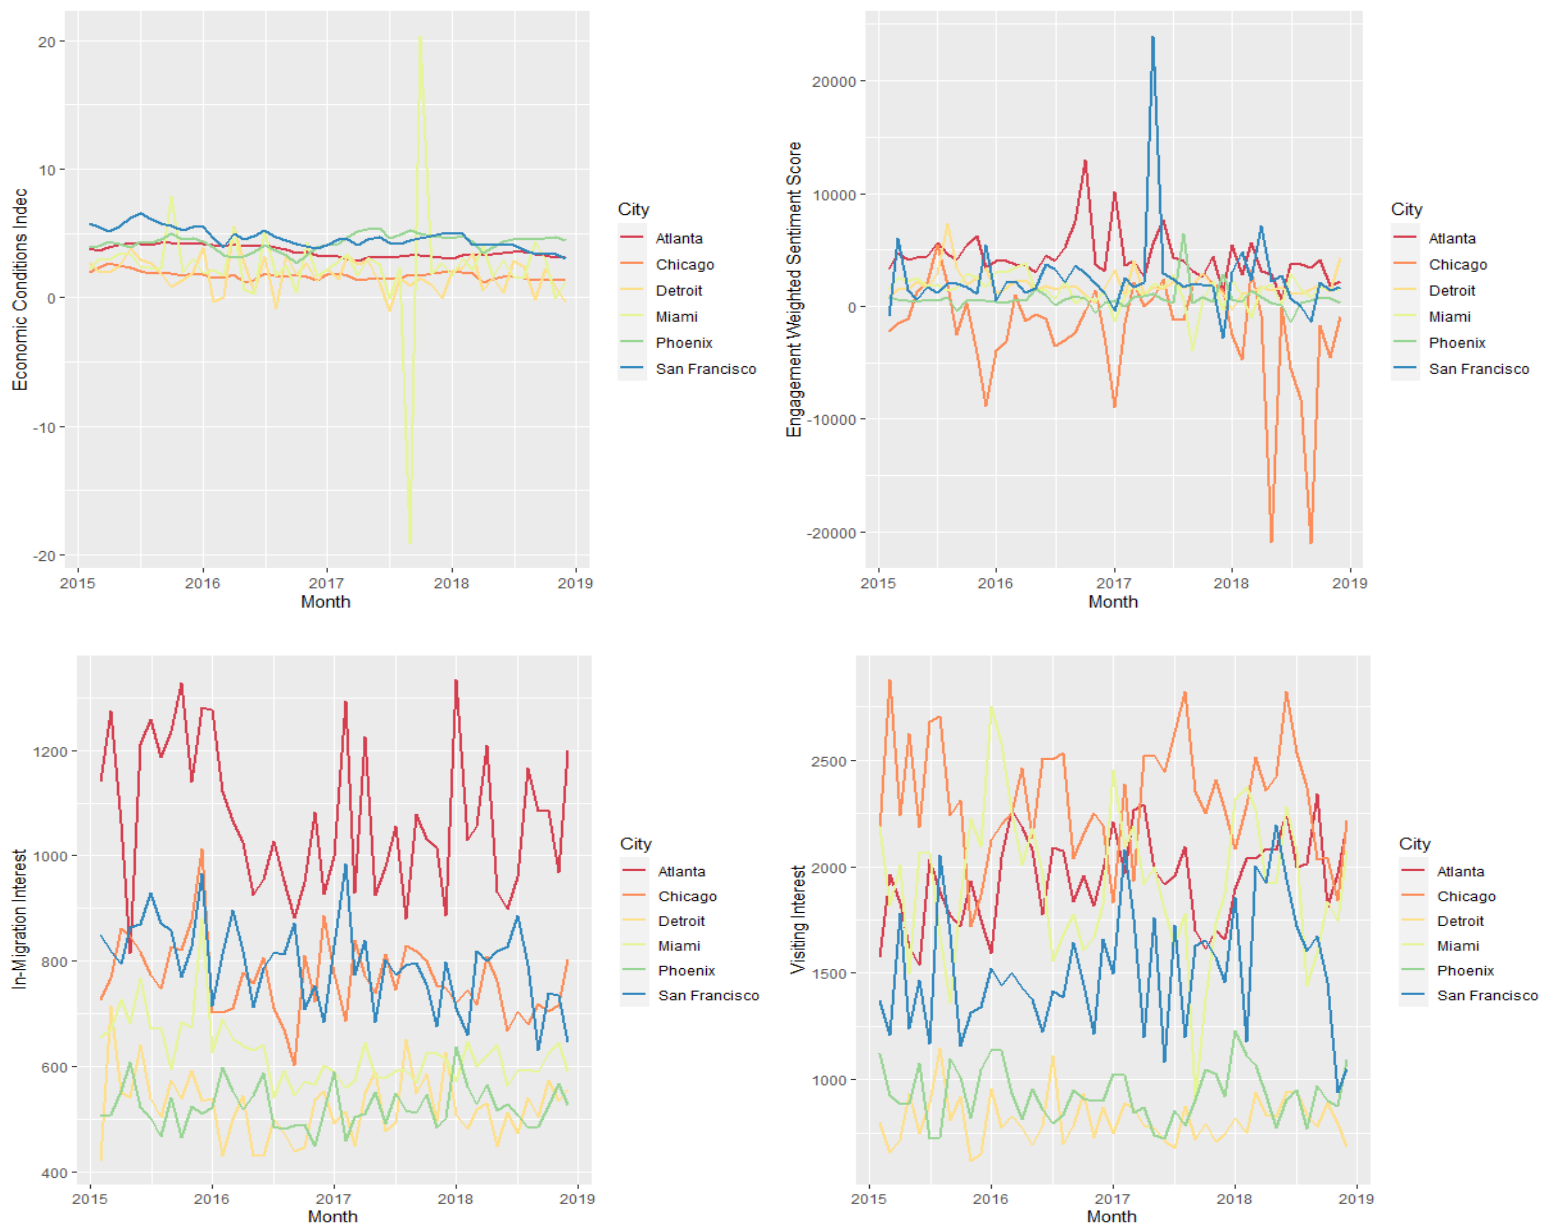 Economic Conditions Indec
20
10
0
-10
-20
2015 2016 2017 2018 2019
Month
City
Atlanta
Chicago
Detroit
Miami
Phoenix
San Francisco
Engagement Weighted Sentiment Score
20000
10000
0
-10000
-20000
2015 2016 2017 2018 2019
Month
City
Atlanta
Chicago
Detroit
Miami
Phoenix
San Francisco
In-Migration Interest
1200
1000
800
600
400
2015 2016 2017 2018 2019
Month
City
Atlanta
Chicago
Detroit
Miami
Phoenix
San Francisco
Visiting Interest
2500
2000
1500
1000
2015 2016 2017 2018 2019
Month
City
Atlanta
Chicago
Detroit
Miami
Phoenix
San Francisco